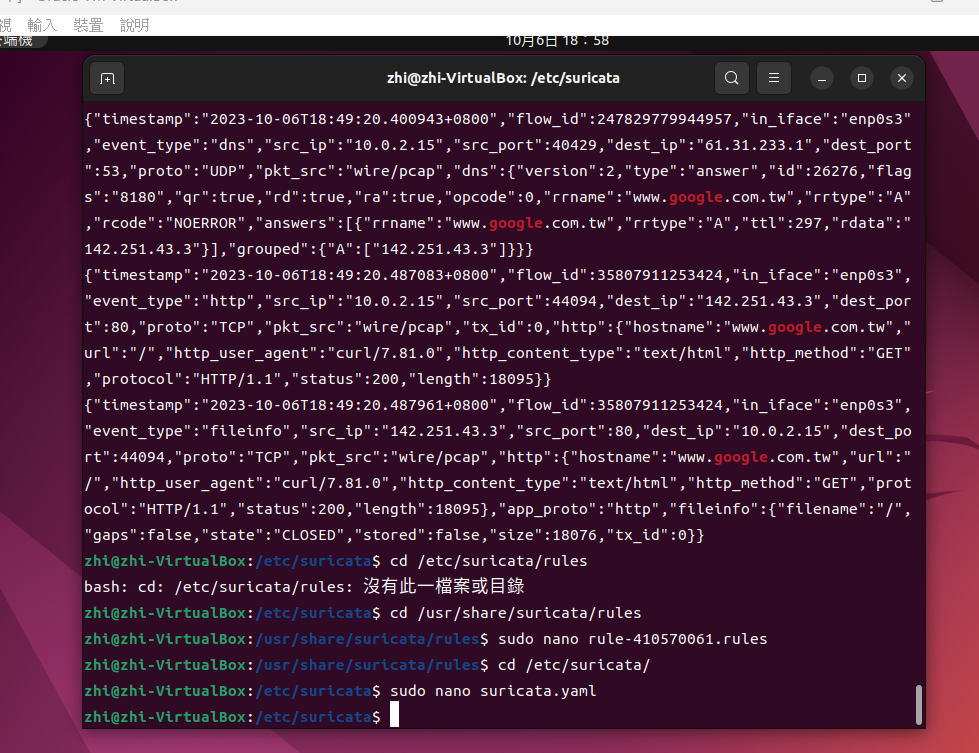 視 輸入 裝置 說明
端機
10月6日 18：58
zhi@zhi-VirtualBox: /etc/suricata
{"timestamp":"2023-10-06T18:49:20.400943+0800","flow_id":247829779944957,"in_iface":"enp0s3"
,"event_type":"dns","src_ip":"10.0.2.15","src_port":40429,"dest_ip":"61.31.233.1","dest_port
":53,"proto":"UDP","pkt_src":"wire/pcap","dns":{"version":2,"type":"answer","id":26276,"flag
s":"8180","qr":true,"rd":true,"ra":true,"opcode":0,"rrname":"www.google.com.tw","rrtype":"A"
,"rcode":"NOERROR","answers":[{"rrname":"www.google.com.tw","rrtype":"A","ttl":297,"rdata":"
142.251.43.3"}],"grouped":{"A":["142.251.43.3"]}}}
{"timestamp":"2023-10-06T18:49:20.487083+0800","flow_id":35807911253424,"in_iface":"enp0s3",
"event_type":"http","src_ip":"10.0.2.15","src_port":44094,"dest_ip":"142.251.43.3","dest_por
t":80,"proto":"TCP","pkt_src":"wire/pcap","tx_id":0,"http":{"hostname":"www.google.com.tw","
url":"/","http_user_agent":"curl/7.81.0","http_content_type":"text/html","http_method":"GET"
,"protocol":"HTTP/1.1","status":200,"length":18095}}
{"timestamp":"2023-10-06T18:49:20.487961+0800","flow_id":35807911253424,"in_iface":"enp0s3",
"event_type":"fileinfo","src_ip":"142.251.43.3","src_port":80,"dest_ip":"10.0.2.15","dest_po
rt":44094,"proto":"TCP","pkt_src":"wire/pcap","http":{"hostname":"www.google.com.tw","url":"
/","http_user_agent":"curl/7.81.0","http_content_type":"text/html","http_method":"GET","prot
ocol":"HTTP/1.1","status":200,"length":18095},"app_proto":"http","fileinfo":{"filename":"/",
"gaps":false,"state":"CLOSED","stored":false,"size":18076,"tx_id":0}}
zhi@zhi-VirtualBox:/etc/suricata$ cd /etc/suricata/rules
bash: cd: /etc/suricata/rules: 沒有此一檔案或目錄
zhi@zhi-VirtualBox:/etc/suricata$ cd /usr/share/suricata/rules
zhi@zhi-VirtualBox:/usr/share/suricata/rules$ sudo nano rule-410570061.rules
zhi@zhi-VirtualBox:/usr/share/suricata/rules$ cd /etc/suricata/
zhi@zhi-VirtualBox:/etc/suricata$ sudo nano suricata.yaml
zhi@zhi-VirtualBox:/etc/suricata$